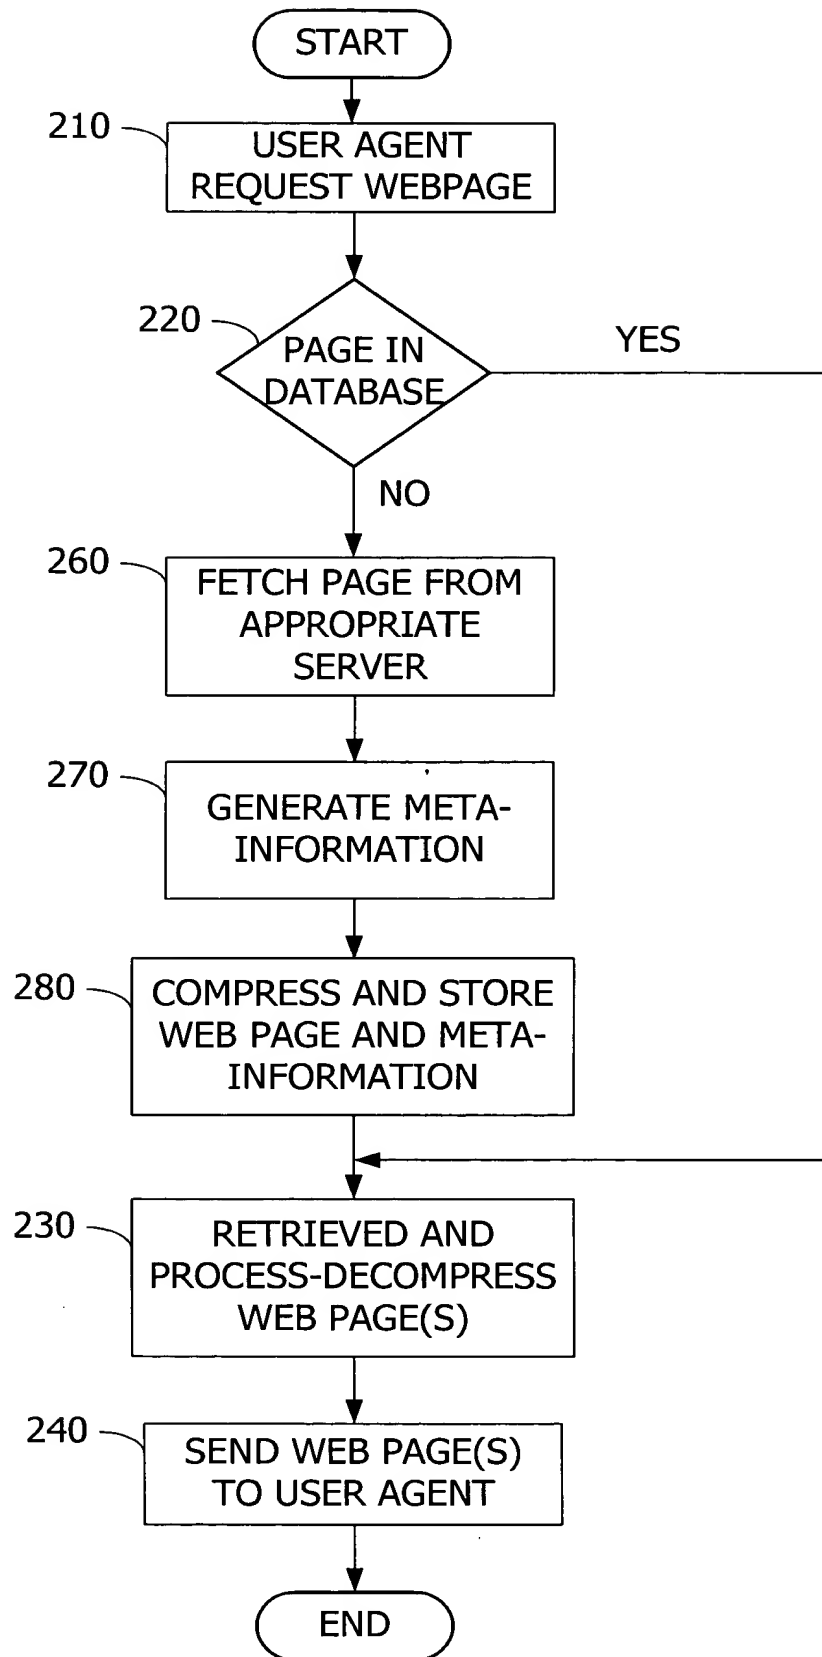 START
210
USER AGENT
REQUEST WEBPAGE
220
PAGE IN
DATABASE
YES
NO
260
FETCH PAGE FROM
APPROPRIATE
SERVER
270
GENERATE META-
INFORMATION
280
COMPRESS AND STORE
WEB PAGE AND META-
INFORMATION
230
RETRIEVED AND
PROCESS-DECOMPRESS
WEB PAGE(S)
240
SEND WEB PAGE(S)
TO USER AGENT
END